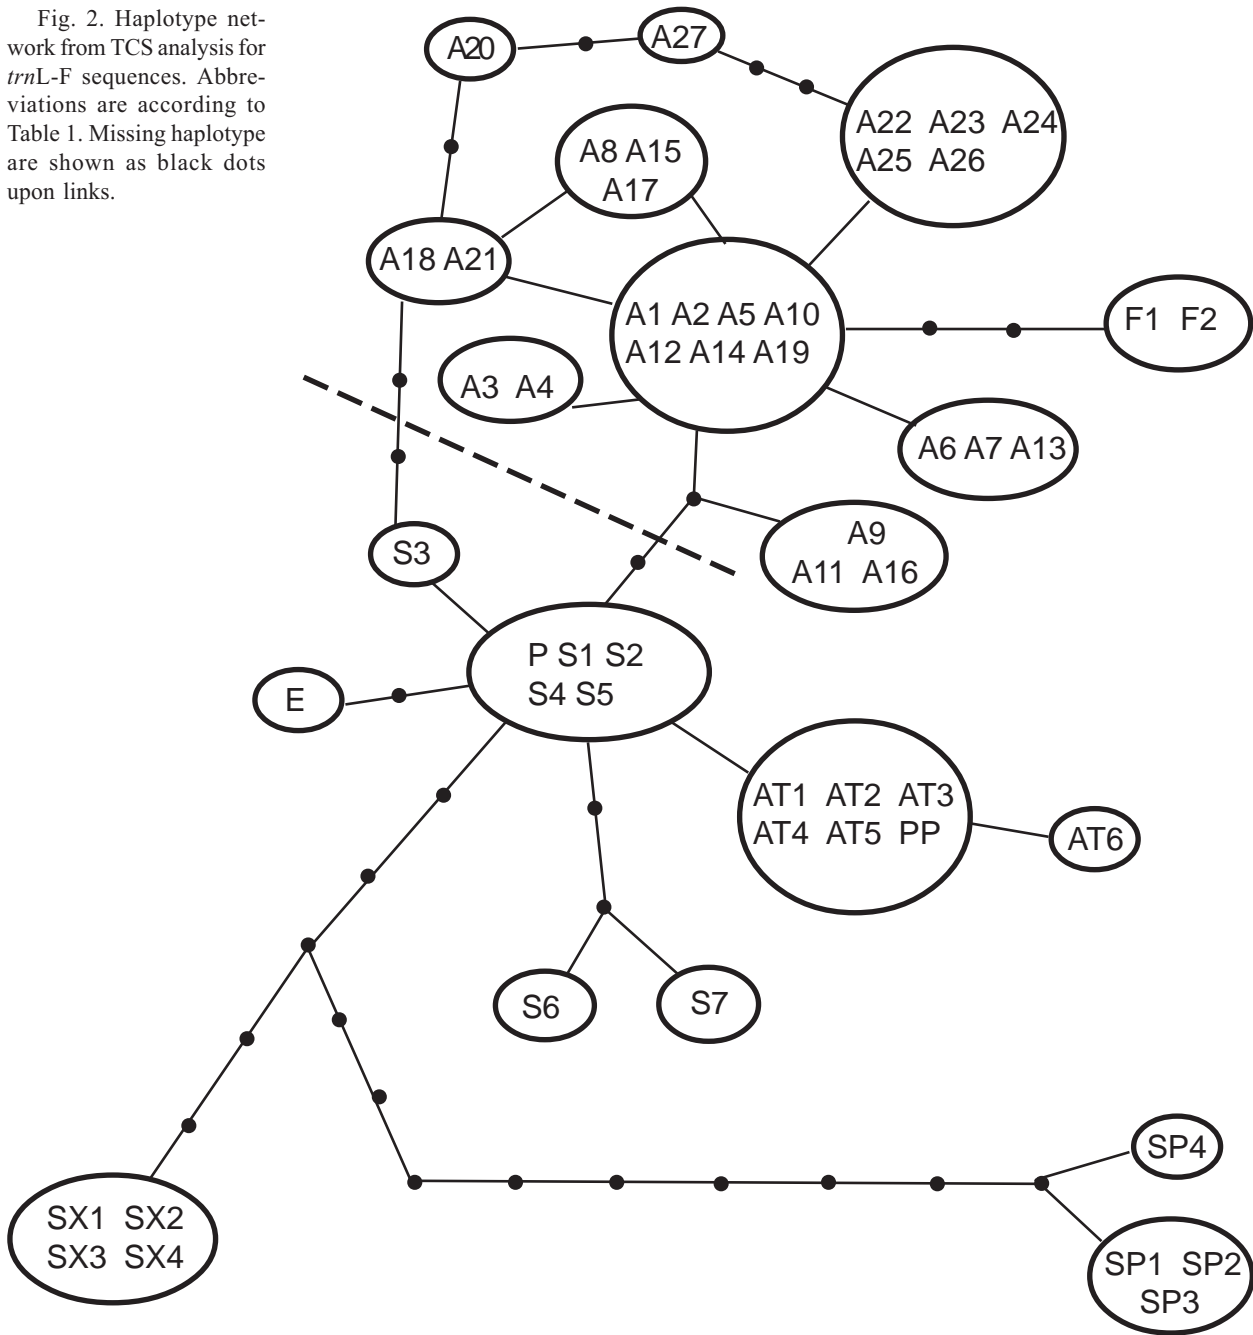 Fig. 2. Haplotype net-
work from TCS analysis for
trnL-F sequences. Abbre-
viations are according to
Table 1. Missing haplotype
are shown as black dots
upon links.
A20
A27
A22 A23 A24
A25 A26
A8 A15
A17
A18 A21
A1 A2 A5 A10
A12 A14 A19
F1 F2
A3 A4
A6 A7 A13
A9
A11 A16
S3
P S1 S2
S4 S5
E
AT1 AT2 AT3
AT4 AT5 PP
AT6
S6
S7
SP4
SX1 SX2
SX3 SX4
SP1 SP2
SP3